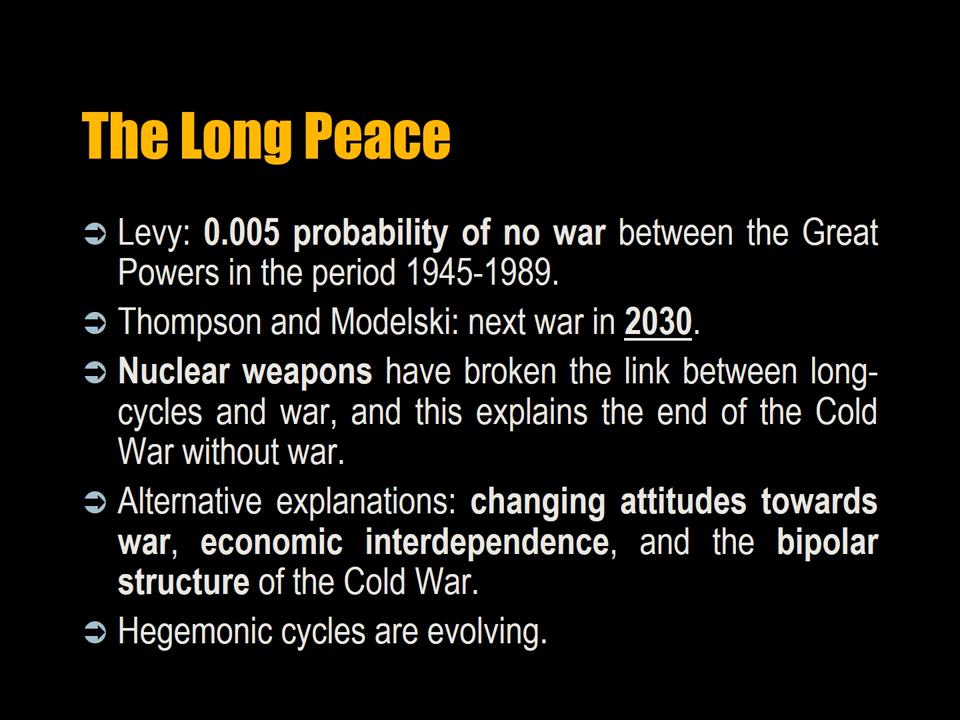 The Long Peace
➲ Levy: 0.005 probability of no war between the Great
Powers in the period 1945-1989.
➲ Thompson and Modelski: next war in 2030.
➲ Nuclear weapons have broken the link between long-
cycles and war, and this explains the end of the Cold
War without war.
➲ Alternative explanations: changing attitudes towards
war, economic interdependence, and the bipolar
structure of the Cold War.
➲ Hegemonic cycles are evolving.